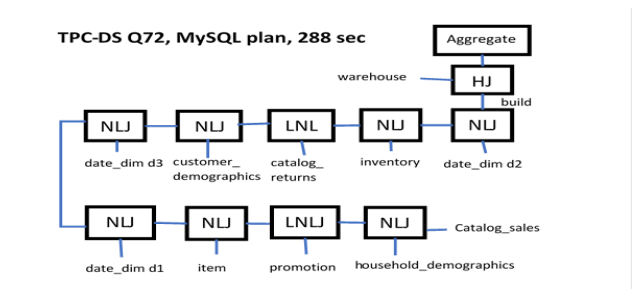 TPC-DS Q72, MySQL plan, 288 sec
Aggregate
warehouse
HJ
build
NLJ
NLJ
LNL
NLJ
NLJ
date_dim d3
customer_
demographics
catalog_
returns
inventory
date_dim d2
NLJ
NLJ
LNLJ
NLJ
Catalog_sales
date_dim d1
item
promotion
household_demographics